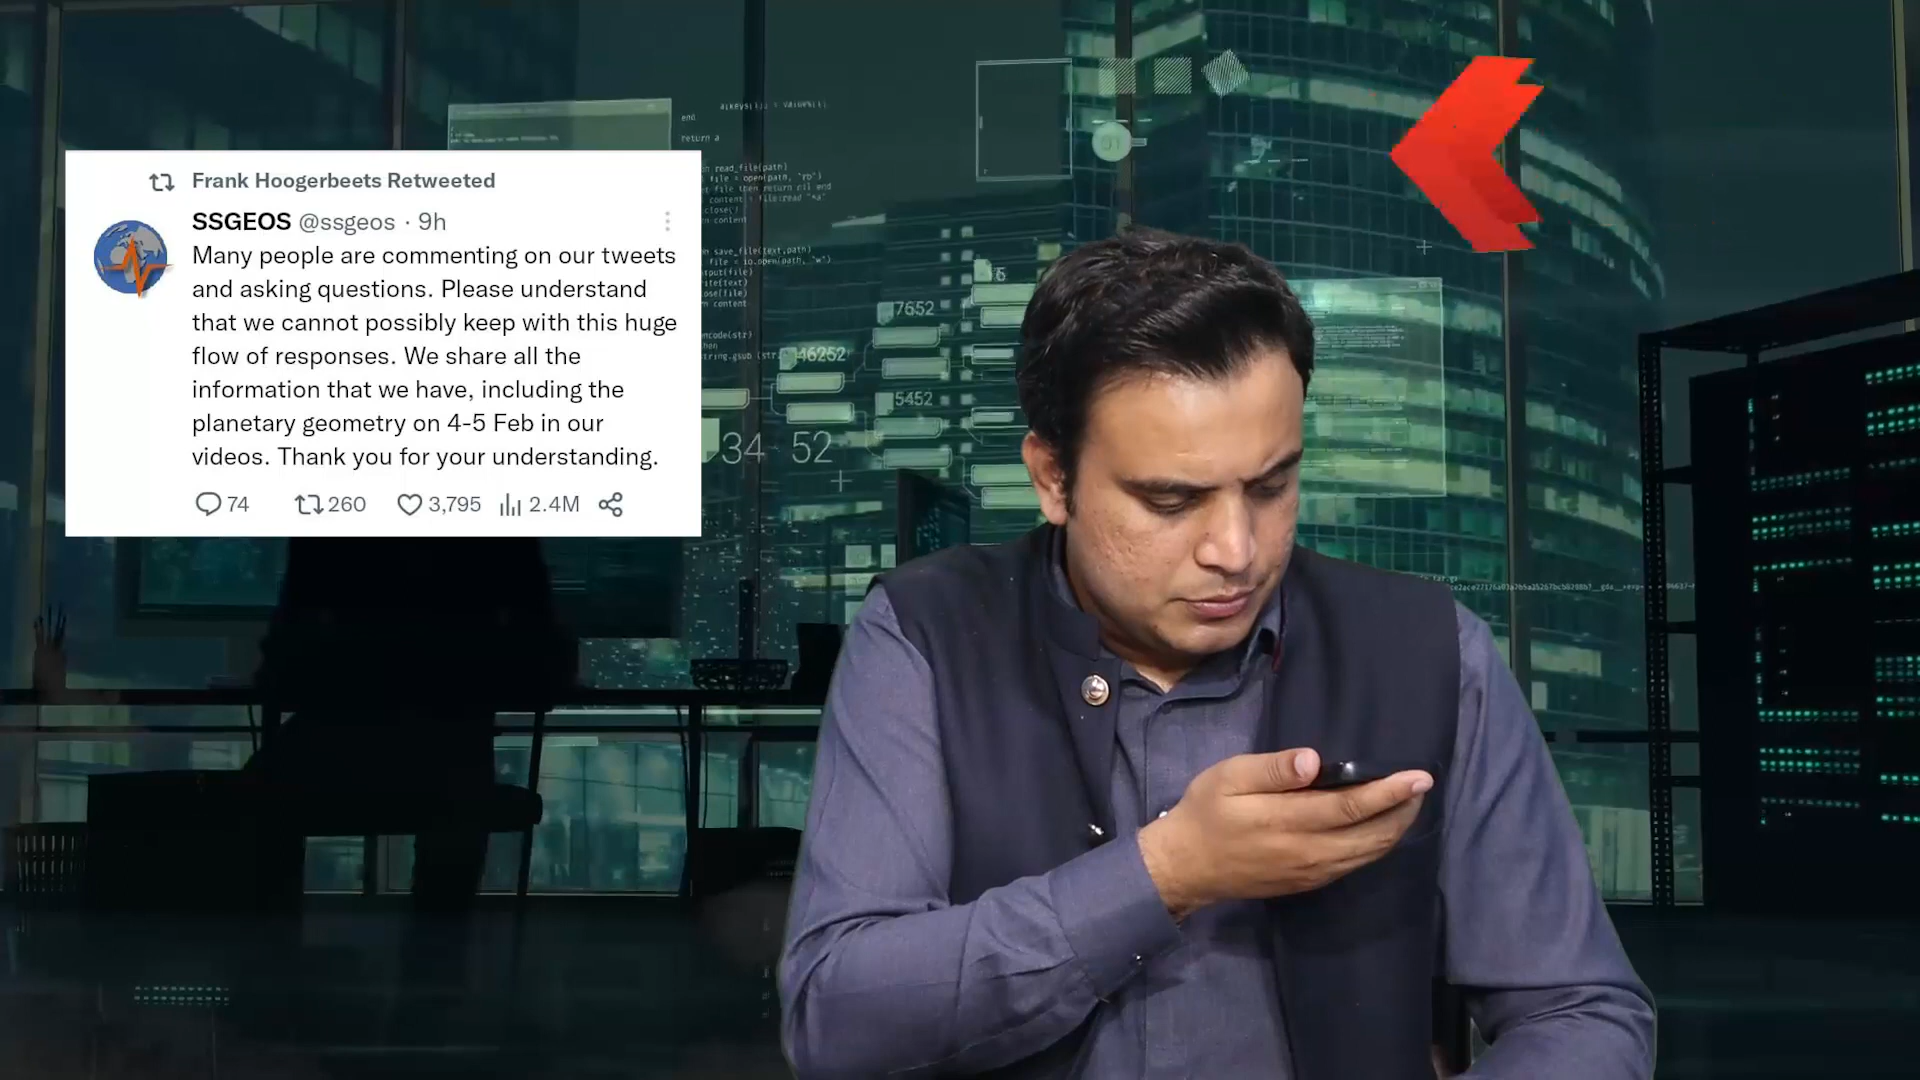 Frank Hoogerbeets Retweeted
SSGEOS @ssgeos · 9h
Many people are commenting on our tweets
and asking questions. Please understand
that we cannot possibly keep with this huge
flow of responses. We share all the
information that we have, including the
planetary geometry on 4-5 Feb in our
videos. Thank you for your understanding.
74 260 3,795 2.4M
end
return a
01
7652
46252
5452
34 52